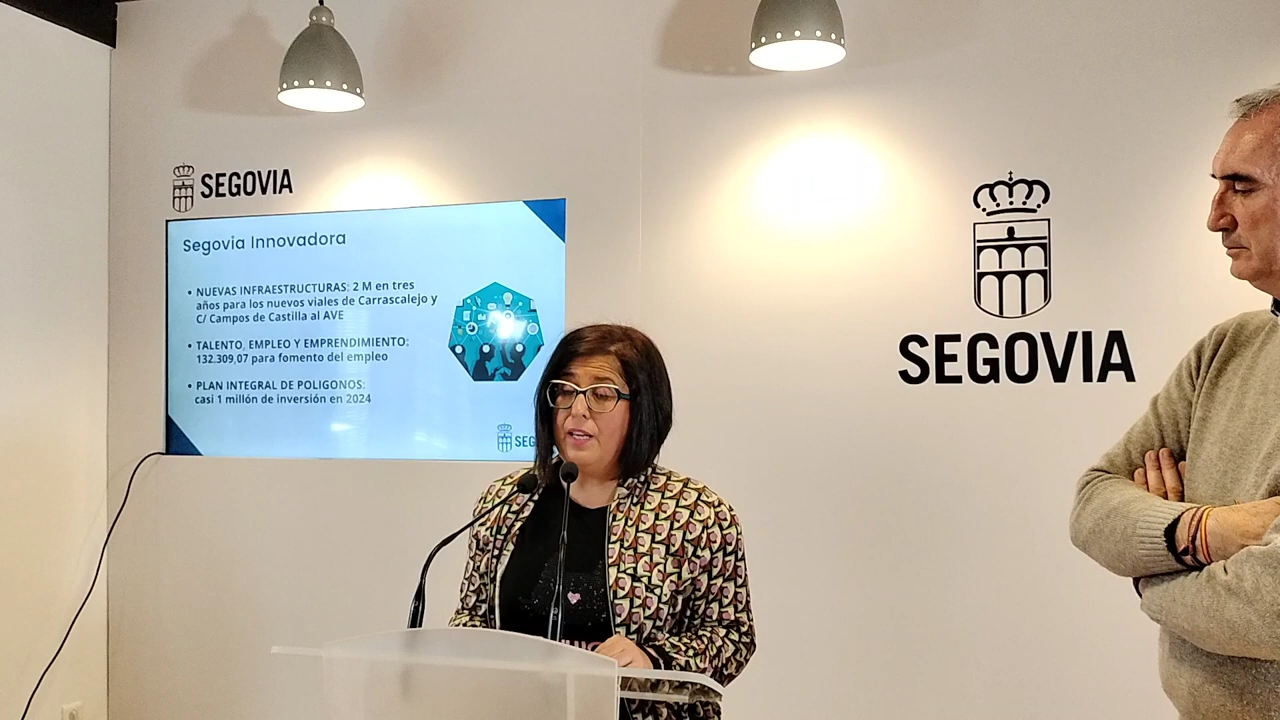 SEGOVIA
Segovia Innovadora
• NUEVAS INFRAESTRUCTURAS: 2 M en tres
años para los nuevos viales de Carrascalejo y
C/ Campos de Castilla al AVE
• TALENTO, EMPLEO Y EMPRENDIMIENTO:
132.309,07 para fomento del empleo
• PLAN INTEGRAL DE POLIGONOS:
casi 1 millón de inversión en 2024
SEG
SEGOVIA